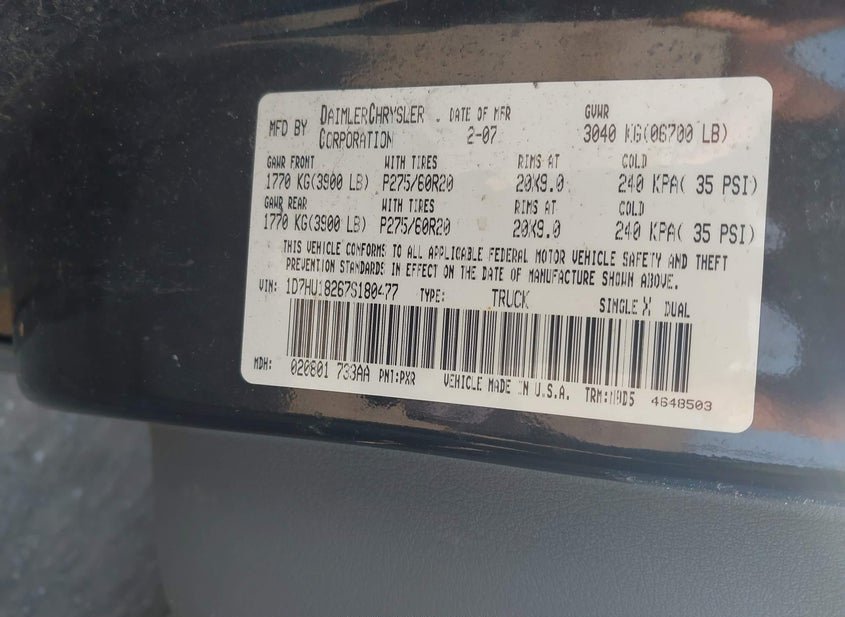 MFD BY DAIMLERCHRYSLER CORPORATION DATE OF MFR 2-07 GVWR 3040 KG(06700 LB)
GAWR FRONT WITH TIRES RIMS AT COLD
1770 KG(3900 LB) P275/60R20 20X9.0 240 KPA( 35 PSI)
GAWR REAR WITH TIRES RIMS AT COLD
1770 KG(3900 LB) P275/60R20 20X9.0 240 KPA( 35 PSI)
THIS VEHICLE CONFORMS TO ALL APPLICABLE FEDERAL MOTOR VEHICLE SAFETY AND THEFT
PREVENTION STANDARDS IN EFFECT ON THE DATE OF MANUFACTURE SHOWN ABOVE.
VIN: 1D7HU18267S180477 TYPE: TRUCK SINGLE X DUAL
MDH: 020801 733AA PNT:PXR VEHICLE MADE IN U.S.A. 4648503